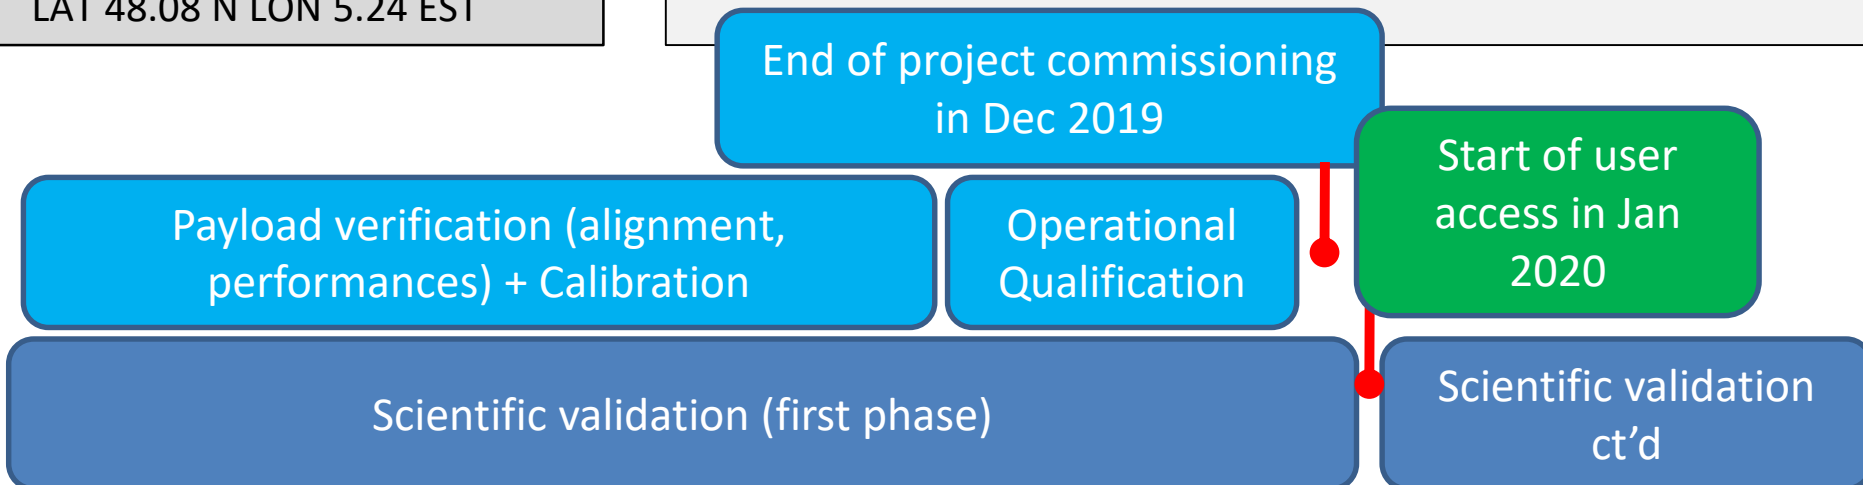 LAT 48.08 N LON 5.24 EST
End of project commissioning
in Dec 2019
Start of user
access in Jan
2020
Payload verification (alignment,
performances) + Calibration
Operational
Qualification
Scientific validation (first phase)
Scientific validation
ct’d